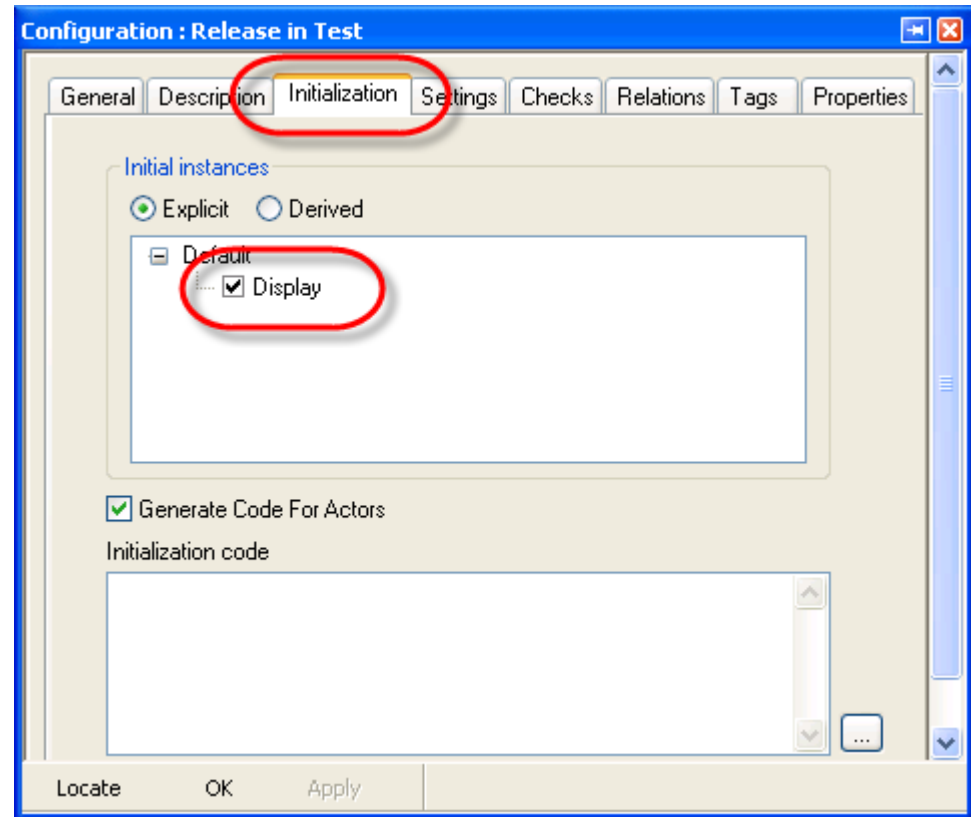 Configuration : Release in Test
General Description Initialization Settings Checks Relations Tags Properties
Initial instances
Explicit Derived
Default
Display
Generate Code For Actors
Initialization code
...
Locate OK Apply